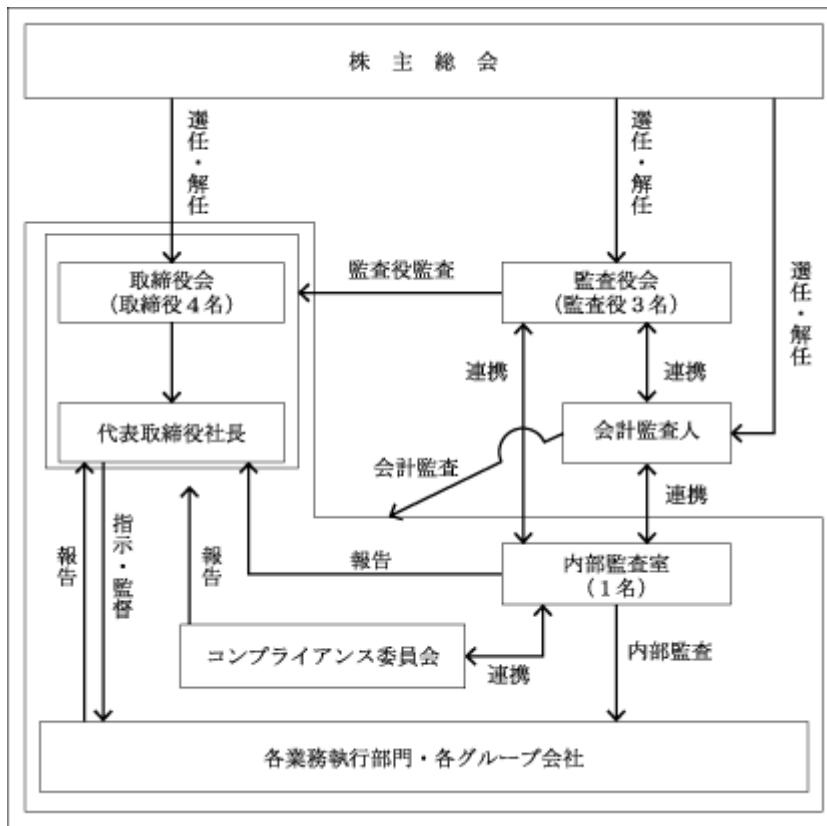 株主総会
選任・解任
選任・解任
選任・解任
取締役会
（取締役４名）
監査役監査
監査役会
（監査役３名）
連携
連携
代表取締役社長
会計監査人
会計監査
連携
報告
指示・監督
報告
報告
内部監査室
（１名）
コンプライアンス委員会
連携
内部監査
各業務執行部門・各グループ会社